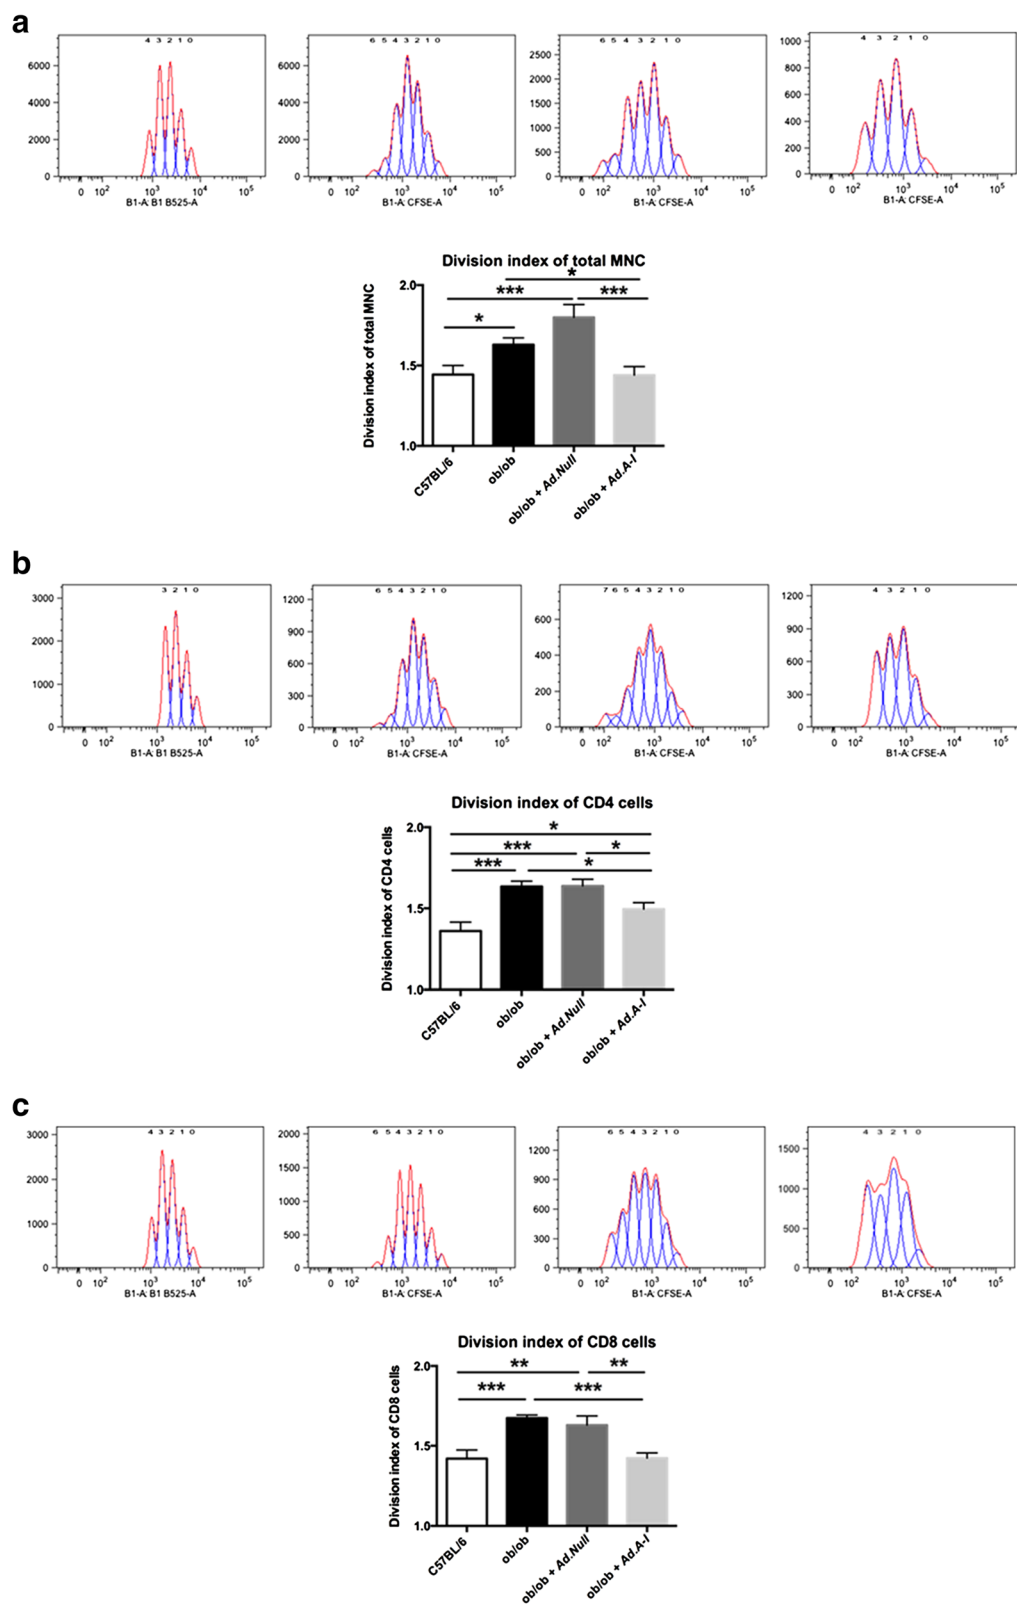 a
4 3 2 1 0
6000
4000
2000
0
0 10² 10³ 10⁴ 10⁵
B1-A: B1 B525-A
6 5 4 3 2 1 0
6000
4000
2000
0
0 10² 10³ 10⁴ 10⁵
B1-A: CFSE-A
6 5 4 3 2 1 0
2500
2000
1500
1000
500
0
0 10² 10³ 10⁴ 10⁵
B1-A: CFSE-A
4 3 2 1 0
1000
800
600
400
200
0
0 10² 10³ 10⁴ 10⁵
B1-A: CFSE-A
Division index of total MNC
Division index of total MNC
2.0
1.5
1.0
*
*** ***
*
C57BL/6
ob/ob
ob/ob + Ad.Null
ob/ob + Ad.A-I
b
3 2 1 0
3000
2000
1000
0
0 10² 10³ 10⁴ 10⁵
B1-A: B1 B525-A
6 5 4 3 2 1 0
1200
900
600
300
0
0 10² 10³ 10⁴ 10⁵
B1-A: CFSE-A
7 6 5 4 3 2 1 0
600
400
200
0
0 10² 10³ 10⁴ 10⁵
B1-A: CFSE-A
4 3 2 1 0
1200
900
600
300
0
0 10² 10³ 10⁴ 10⁵
B1-A: CFSE-A
Division index of CD4 cells
Division index of CD4 cells
2.0
1.5
1.0
*
*** *
*** *
C57BL/6
ob/ob
ob/ob + Ad.Null
ob/ob + Ad.A-I
c
4 3 2 1 0
3000
2000
1000
0
0 10² 10³ 10⁴ 10⁵
B1-A: B1 B525-A
6 5 4 3 2 1 0
2000
1500
1000
500
0
0 10² 10³ 10⁴ 10⁵
B1-A: CFSE-A
6 5 4 3 2 1 0
1200
900
600
300
0
0 10² 10³ 10⁴ 10⁵
B1-A: CFSE-A
4 3 2 1 0
1500
1000
500
0
0 10² 10³ 10⁴ 10⁵
B1-A: CFSE-A
Division index of CD8 cells
Division index of CD8 cells
2.0
1.5
1.0
** **
*** ***
C57BL/6
ob/ob
ob/ob + Ad.Null
ob/ob + Ad.A-I